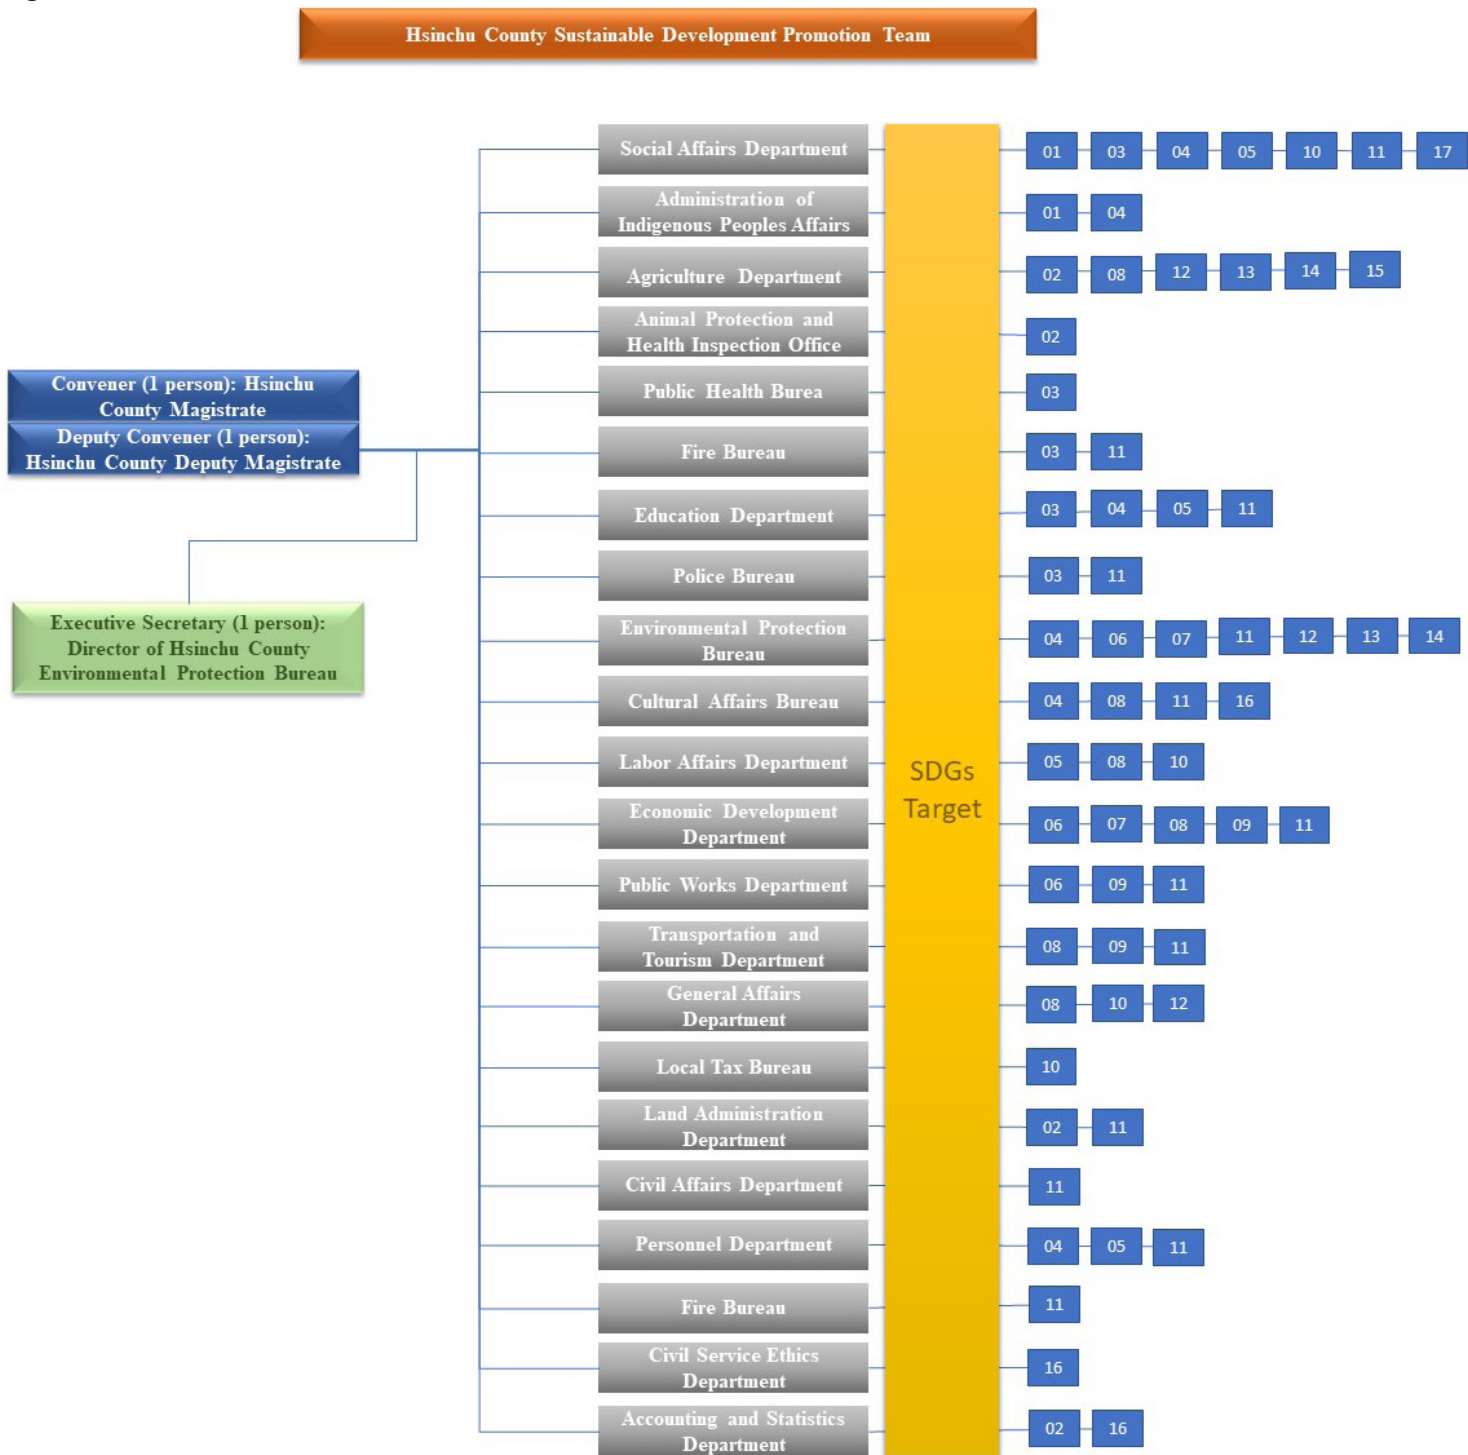 Hsinchu County Sustainable Development Promotion Team
Social Affairs Department
01 03 04 05 10 11 17
Administration of
Indigenous Peoples Affairs
01 04
Agriculture Department
02 08 12 13 14 15
Animal Protection and
Health Inspection Office
02
Convener (1 person): Hsinchu
County Magistrate
Deputy Convener (1 person):
Hsinchu County Deputy Magistrate
Public Health Burea
03
Fire Bureau
03 11
Education Department
03 04 05 11
Police Bureau
03 11
Executive Secretary (1 person):
Director of Hsinchu County
Environmental Protection Bureau
Environmental Protection
Bureau
04 06 07 11 12 13 14
Cultural Affairs Bureau
04 08 11 16
Labor Affairs Department
05 08 10
SDGs
Target
Economic Development
Department
06 07 08 09 11
Public Works Department
06 09 11
Transportation and
Tourism Department
08 09 11
General Affairs
Department
08 10 12
Local Tax Bureau
10
Land Administration
Department
02 11
Civil Affairs Department
11
Personnel Department
04 05 11
Fire Bureau
11
Civil Service Ethics
Department
16
Accounting and Statistics
Department
02 16